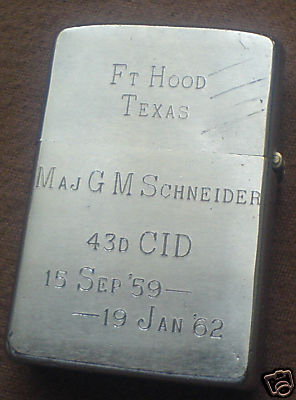 Ft Hood
Texas
Maj G M Schneider
43d CID
15 Sep '59—
—19 Jan '62